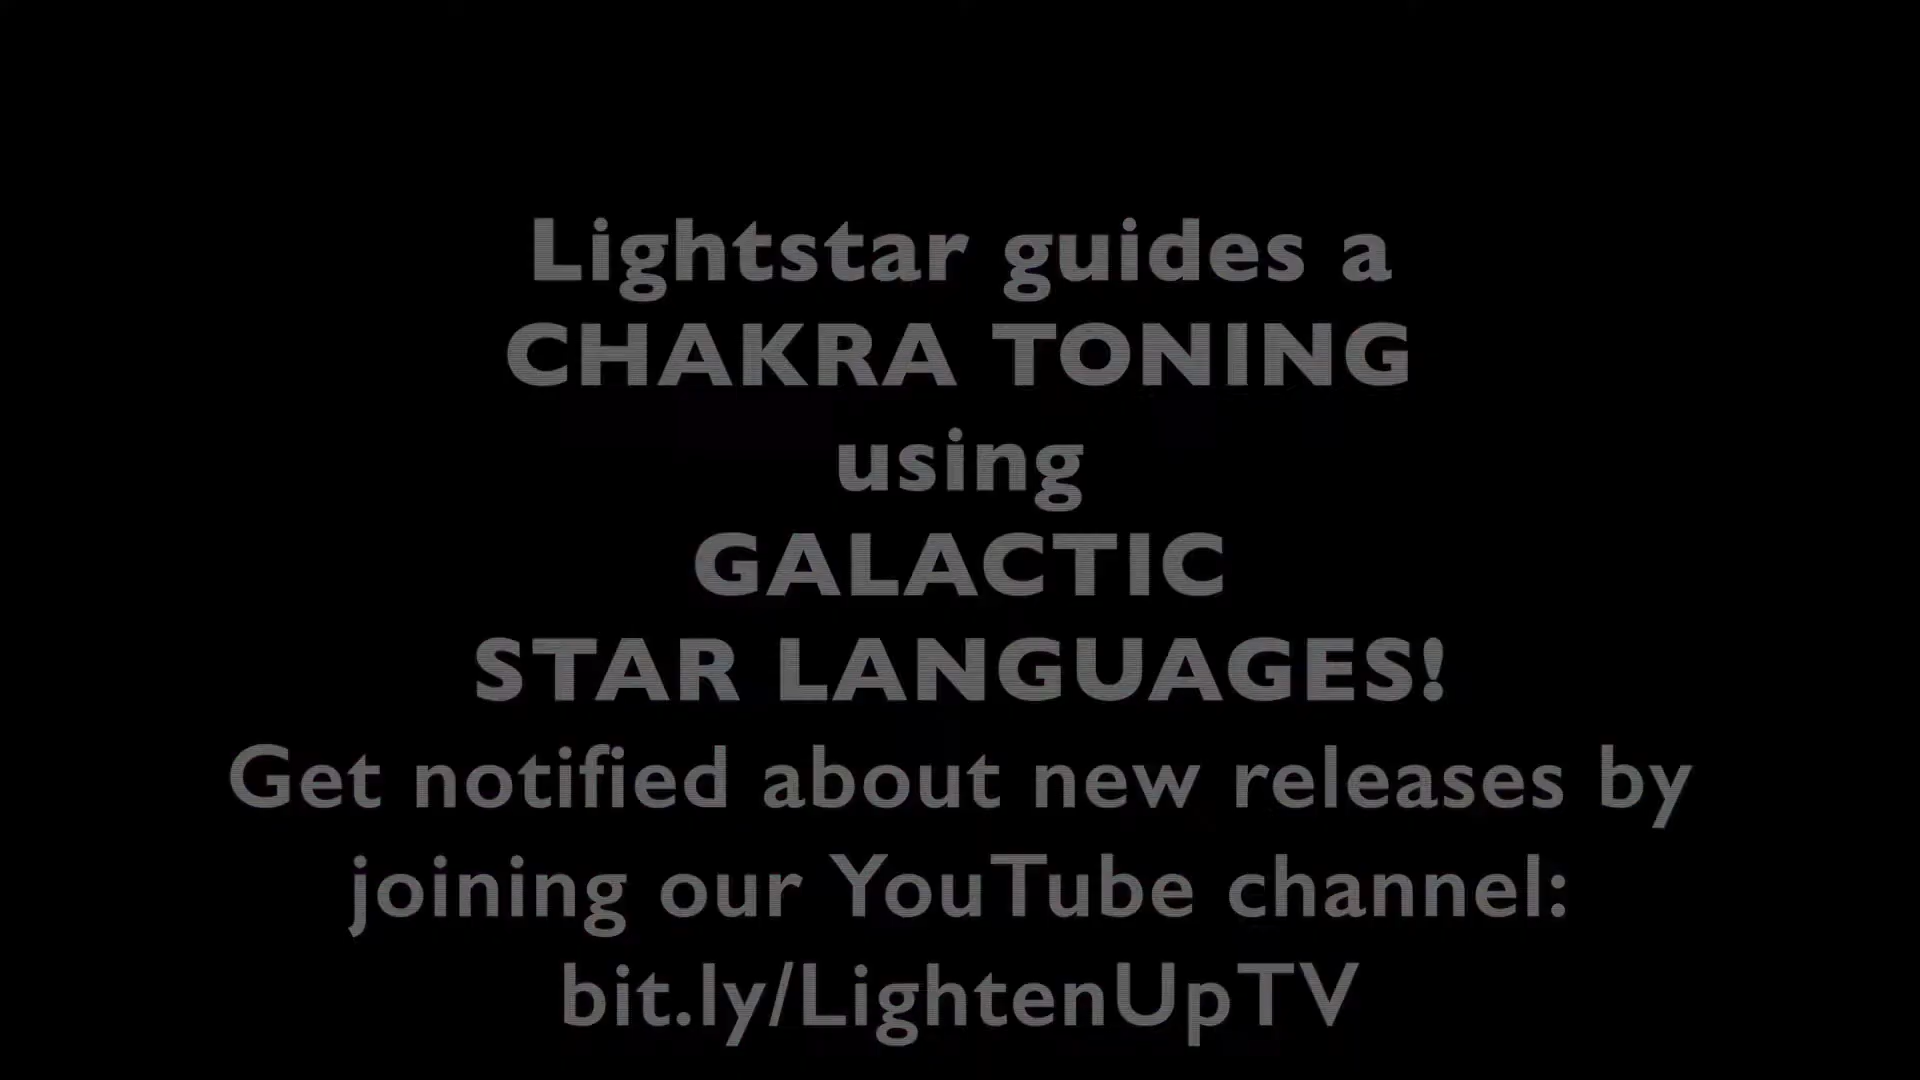 Lightstar guides a
CHAKRA TONING
using
GALACTIC
STAR LANGUAGES!
Get notified about new releases by
joining our YouTube channel:
bit.ly/LightenUpTV